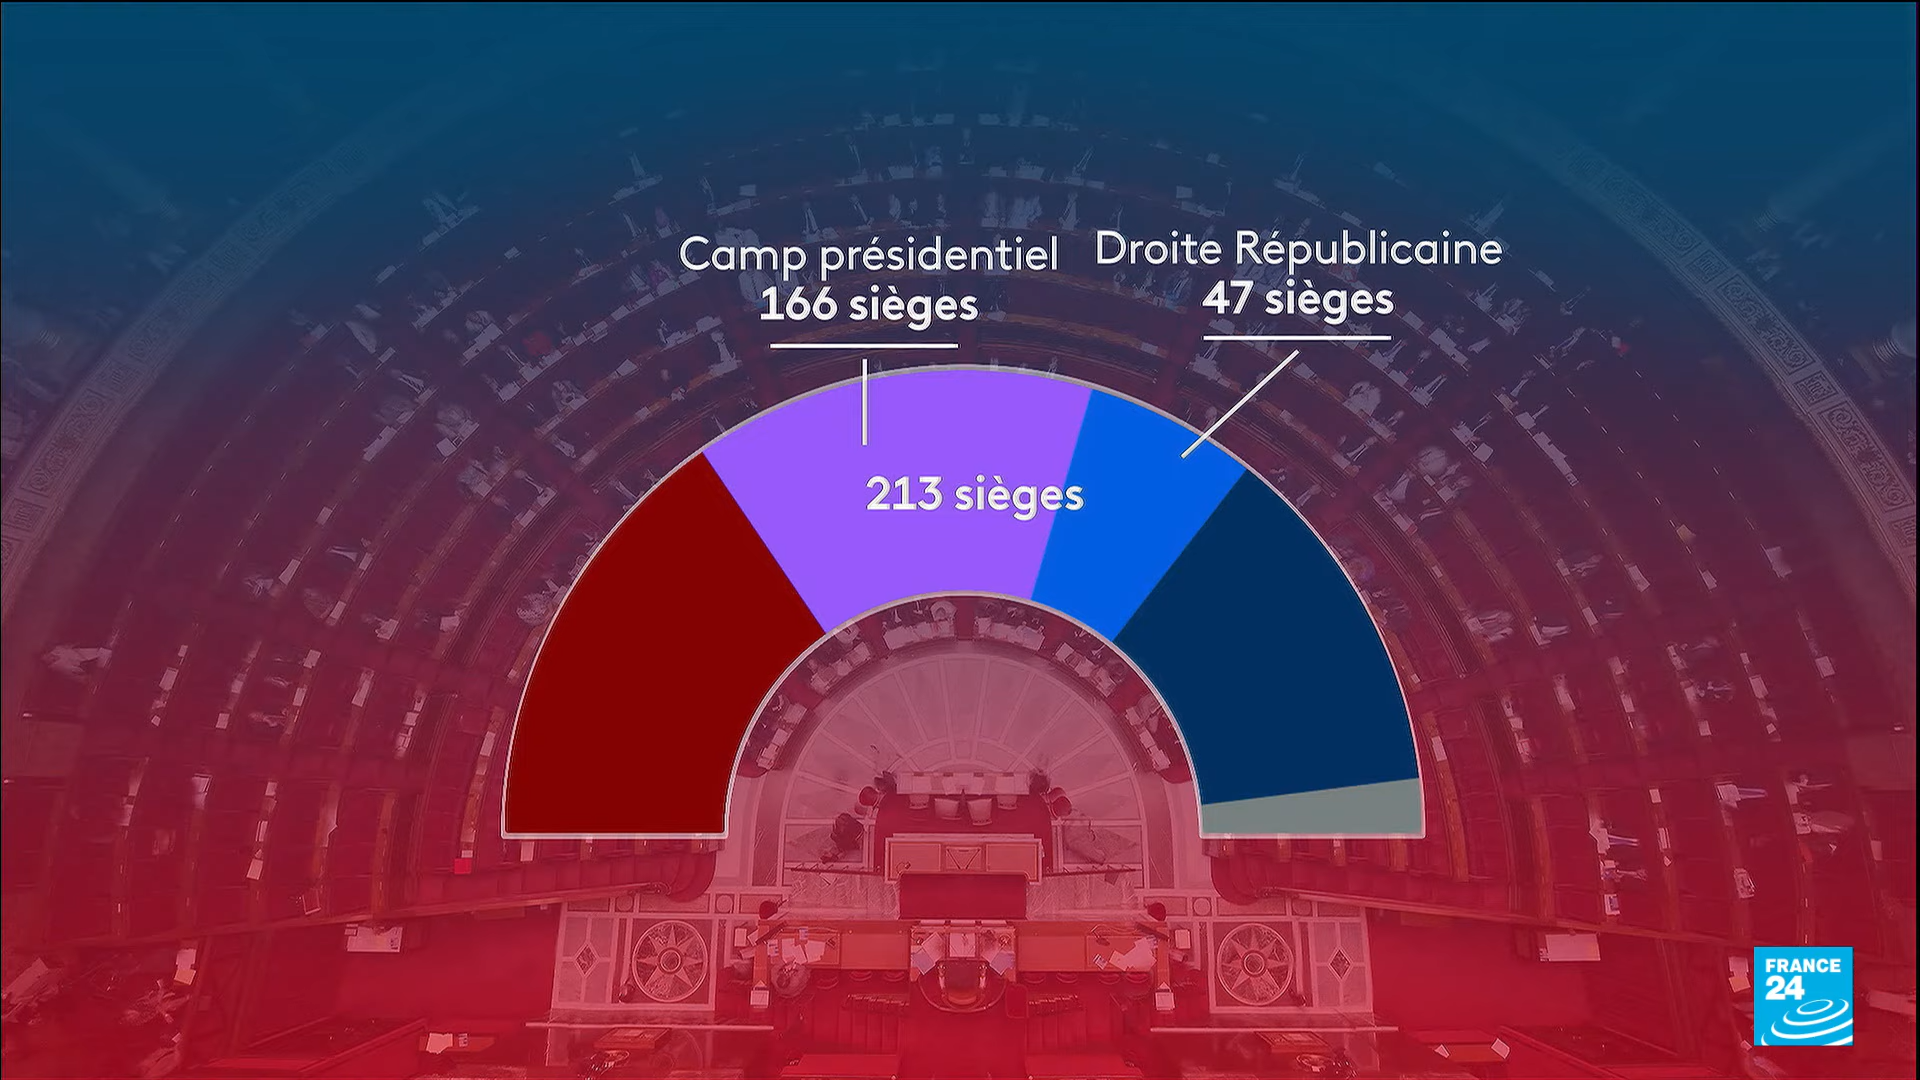 Camp présidentiel
166 sièges
Droite Républicaine
47 sièges
213 sièges
FRANCE
24